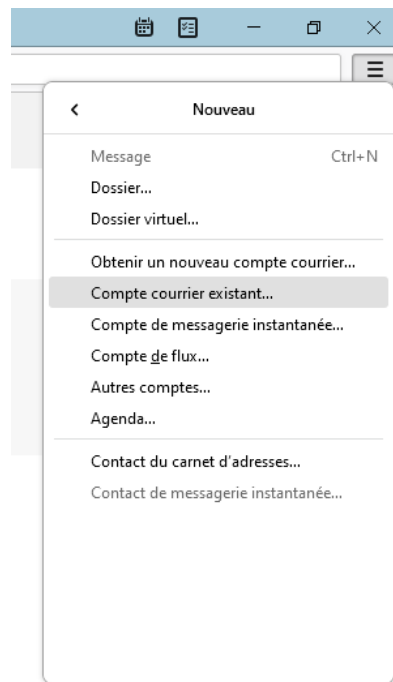 Nouveau
Message Ctrl+N
Dossier...
Dossier virtuel...
Obtenir un nouveau compte courrier...
Compte courrier existant...
Compte de messagerie instantanée...
Compte de flux...
Autres comptes...
Agenda...
Contact du carnet d'adresses...
Contact de messagerie instantanée...